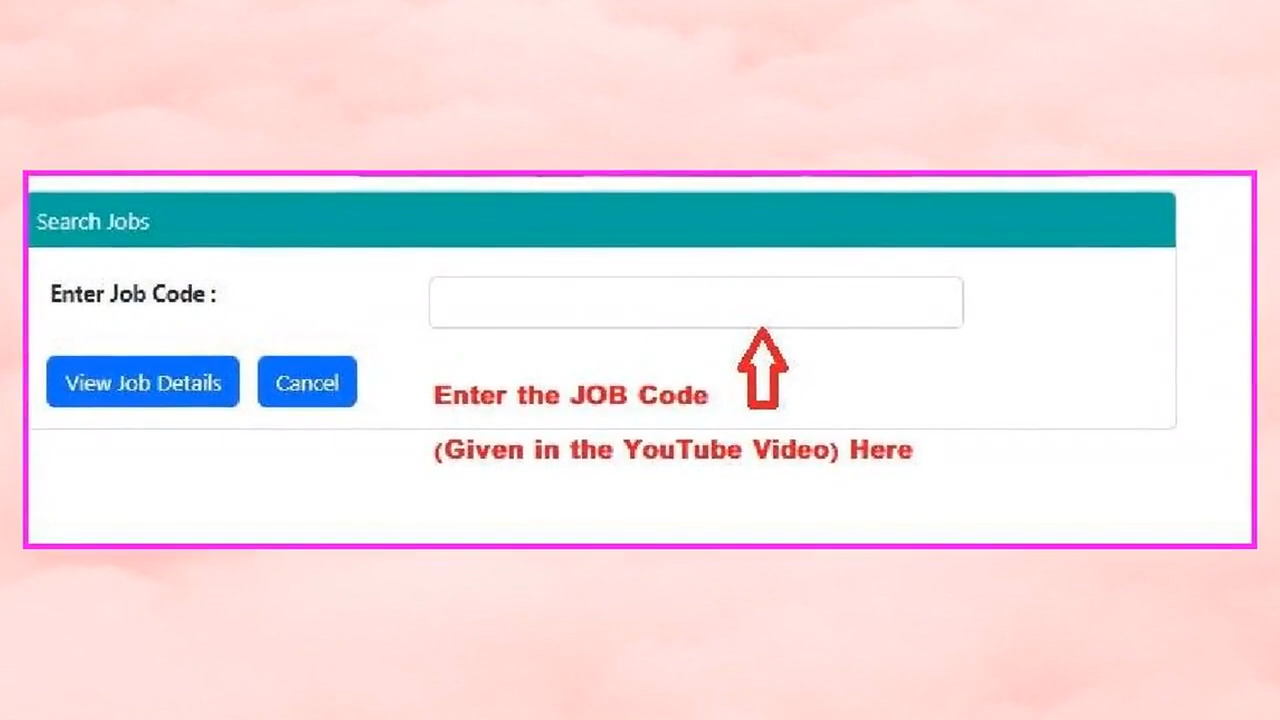 Search Jobs
Enter Job Code :
View Job Details Cancel
Enter the JOB Code
(Given in the YouTube Video) Here